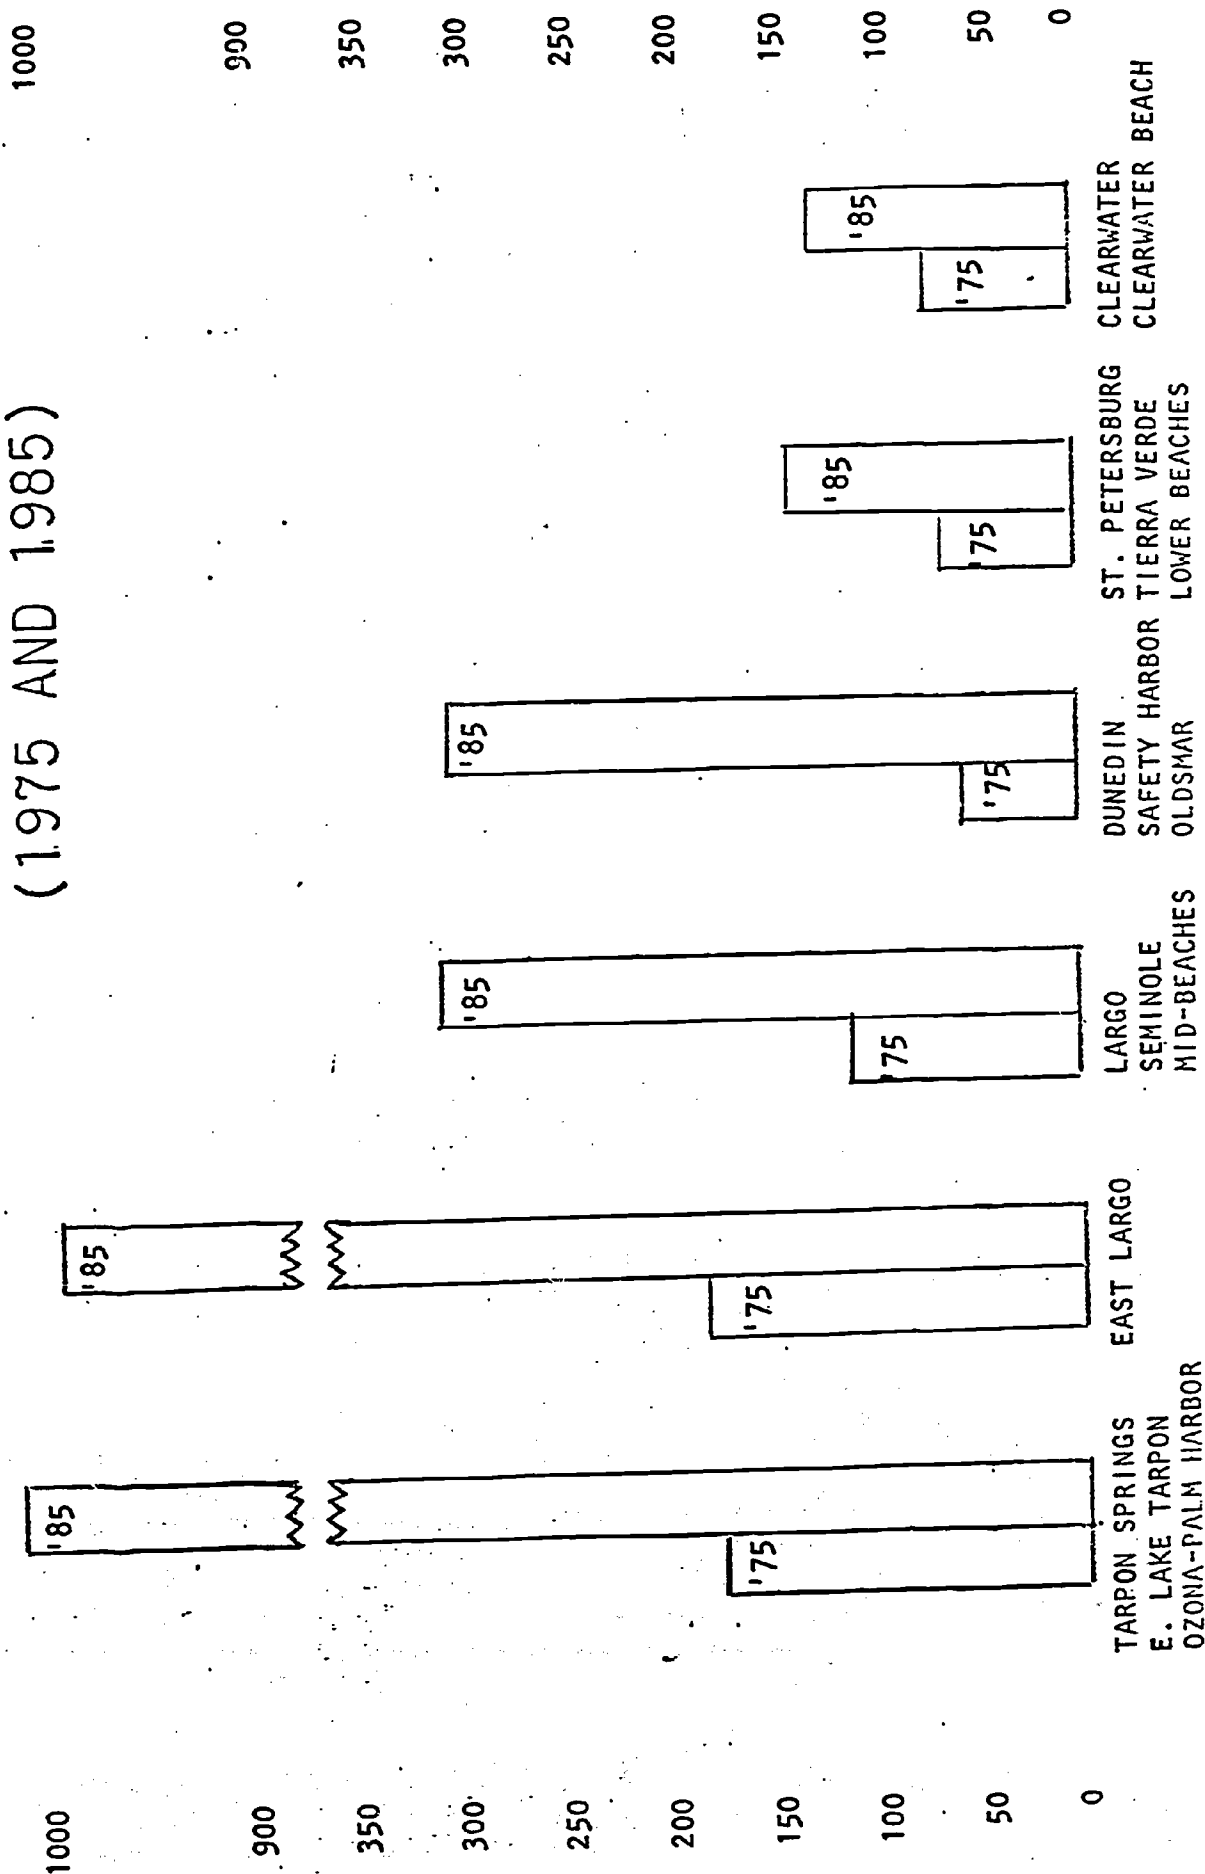 (1975 AND 1985)
1000
900
350
300
250
200
150
100
50
0
1000
990
350
300
250
200
150
100
50
0
'75
'85
'75
'85
'75
'85
'75
'85
'75
'85
'75
'85
TARPON SPRINGS
E. LAKE TARPON
OZONA-PALM HARBOR
EAST LARGO
LARGO
SEMINOLE
MID-BEACHES
DUNEDIN
SAFETY HARBOR
OLDSMAR
ST. PETERSBURG
TIERRA VERDE
LOWER BEACHES
CLEARWATER
CLEARWATER BEACH